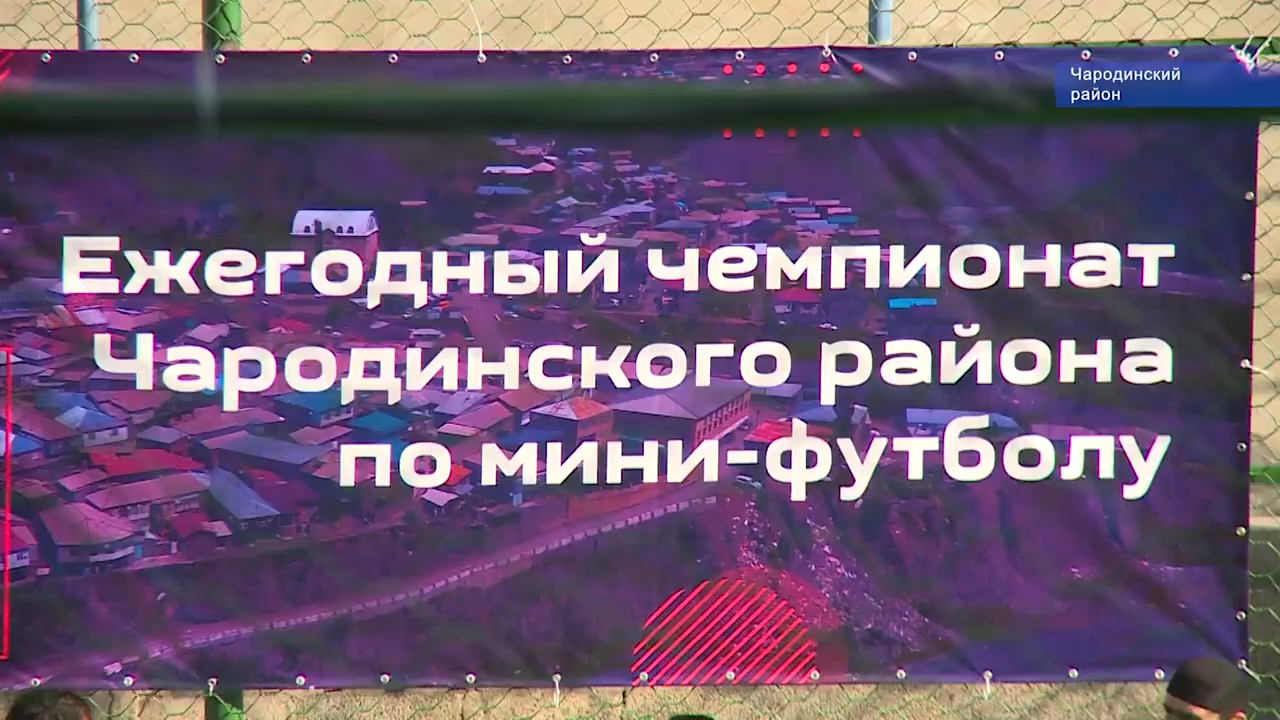 Чародинский
район
Ежегодный чемпионат
Чародинского района
по мини-футболу